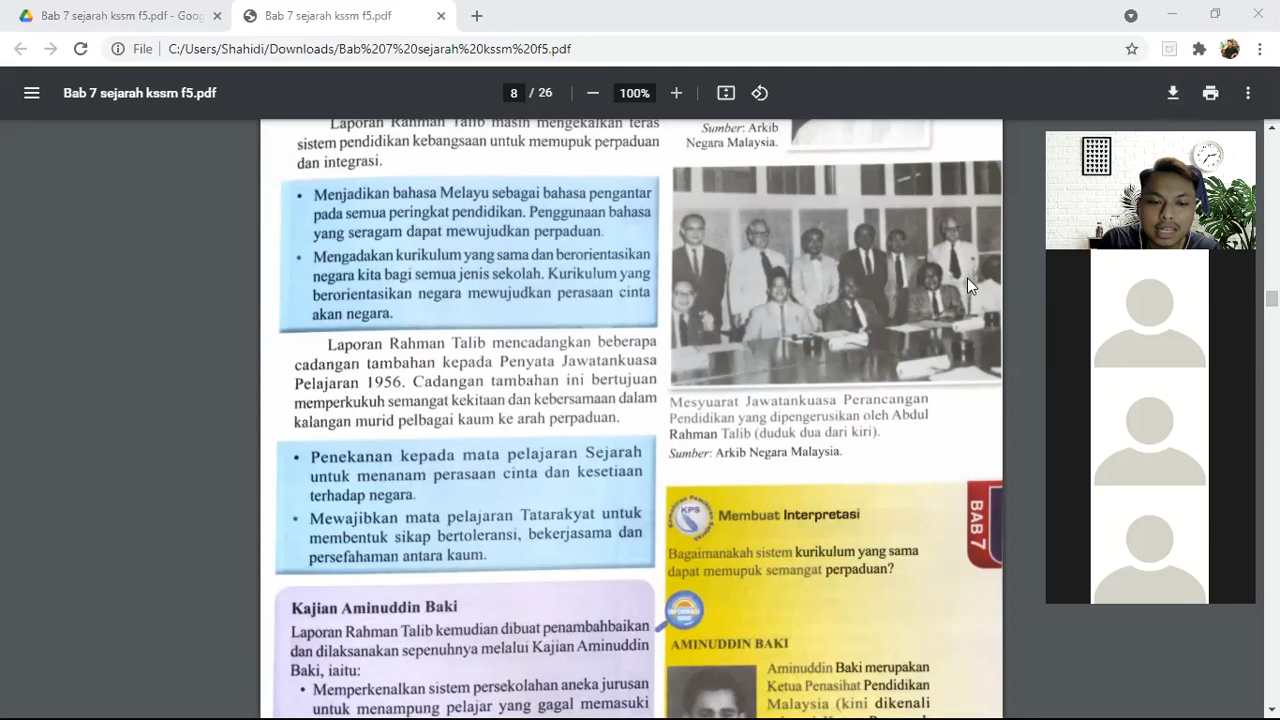 Bab 7 sejarah kssm f5.pdf - Goog
Bab 7 sejarah kssm f5.pdf
File
C:/Users/Shahidi/Downloads/Bab%207%20sejarah%20kssm%20f5.pdf
Bab 7 sejarah kssm f5.pdf
8 / 26
100%
Laporan Rahman Talib masih mengekalkan teras
sistem pendidikan kebangsaan untuk memupuk perpaduan
dan integrasi.
• Menjadikan bahasa Melayu sebagai bahasa pengantar
pada semua peringkat pendidikan. Penggunaan bahasa
yang seragam dapat mewujudkan perpaduan.
• Mengadakan kurikulum yang sama dan berorientasikan
negara kita bagi semua jenis sekolah. Kurikulum yang
berorientasikan negara mewujudkan perasaan cinta
akan negara.
Laporan Rahman Talib mencadangkan beberapa
cadangan tambahan kepada Penyata Jawatankuasa
Pelajaran 1956. Cadangan tambahan ini bertujuan
memperkukuh semangat kekitaan dan kebersamaan dalam
kalangan murid pelbagai kaum ke arah perpaduan.
• Penekanan kepada mata pelajaran Sejarah
untuk menanam perasaan cinta dan kesetiaan
terhadap negara.
• Mewajibkan mata pelajaran Tatarakyat untuk
membentuk sikap bertoleransi, bekerjasama dan
persefahaman antara kaum.
Kajian Aminuddin Baki
Laporan Rahman Talib kemudian dibuat penambahbaikan
dan dilaksanakan sepenuhnya melalui Kajian Aminuddin
Baki, iaitu:
• Memperkenalkan sistem persekolahan aneka jurusan
untuk menampung pelajar yang gagal memasuki
Sumber: Arkib
Negara Malaysia.
Mesyuarat Jawatankuasa Perancangan
Pendidikan yang dipengerusikan oleh Abdul
Rahman Talib (duduk dua dari kiri).
Sumber: Arkib Negara Malaysia.
BAB 7
KPS
Membuat Interpretasi
Bagaimanakah sistem kurikulum yang sama
dapat memupuk semangat perpaduan?
INFORMASI
AMINUDDIN BAKI
Aminuddin Baki merupakan
Ketua Penasihat Pendidikan
Malaysia (kini dikenali